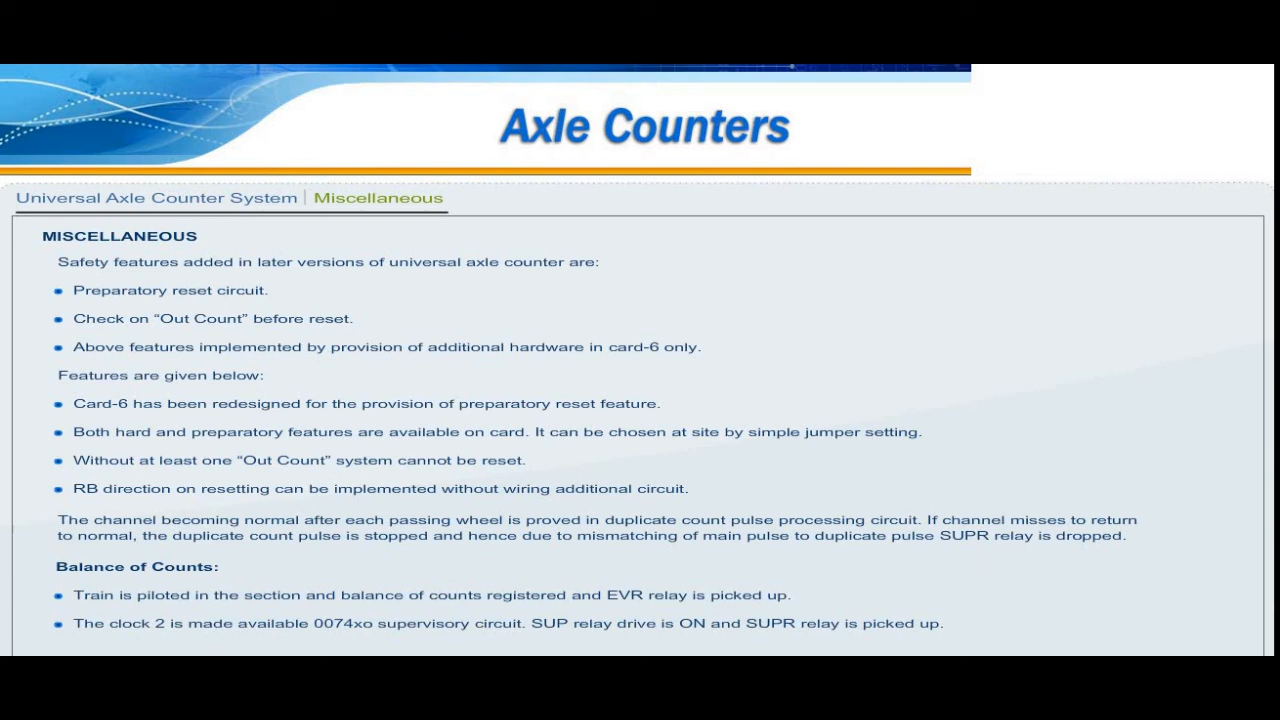 Axle Counters
Universal Axle Counter System | Miscellaneous
MISCELLANEOUS
Safety features added in later versions of universal axle counter are:
Preparatory reset circuit.
Check on “Out Count” before reset.
Above features implemented by provision of additional hardware in card-6 only.
Features are given below:
Card-6 has been redesigned for the provision of preparatory reset feature.
Both hard and preparatory features are available on card. It can be chosen at site by simple jumper setting.
Without at least one “Out Count” system cannot be reset.
RB direction on resetting can be implemented without wiring additional circuit.
The channel becoming normal after each passing wheel is proved in duplicate count pulse processing circuit. If channel misses to return
to normal, the duplicate count pulse is stopped and hence due to mismatching of main pulse to duplicate pulse SUPR relay is dropped.
Balance of Counts:
Train is piloted in the section and balance of counts registered and EVR relay is picked up.
The clock 2 is made available 0074xo supervisory circuit. SUP relay drive is ON and SUPR relay is picked up.